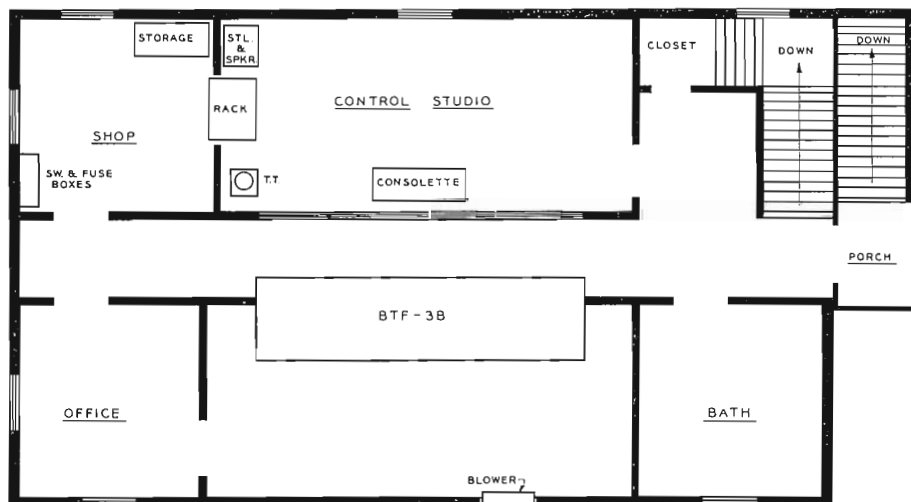 STORAGE
STL.
&
SPKR.
CLOSET
DOWN
DOWN
RACK
CONTROL STUDIO
SHOP
SW. & FUSE
BOXES
T.T.
CONSOLETTE
PORCH
BTF-3B
OFFICE
BATH
BLOWER